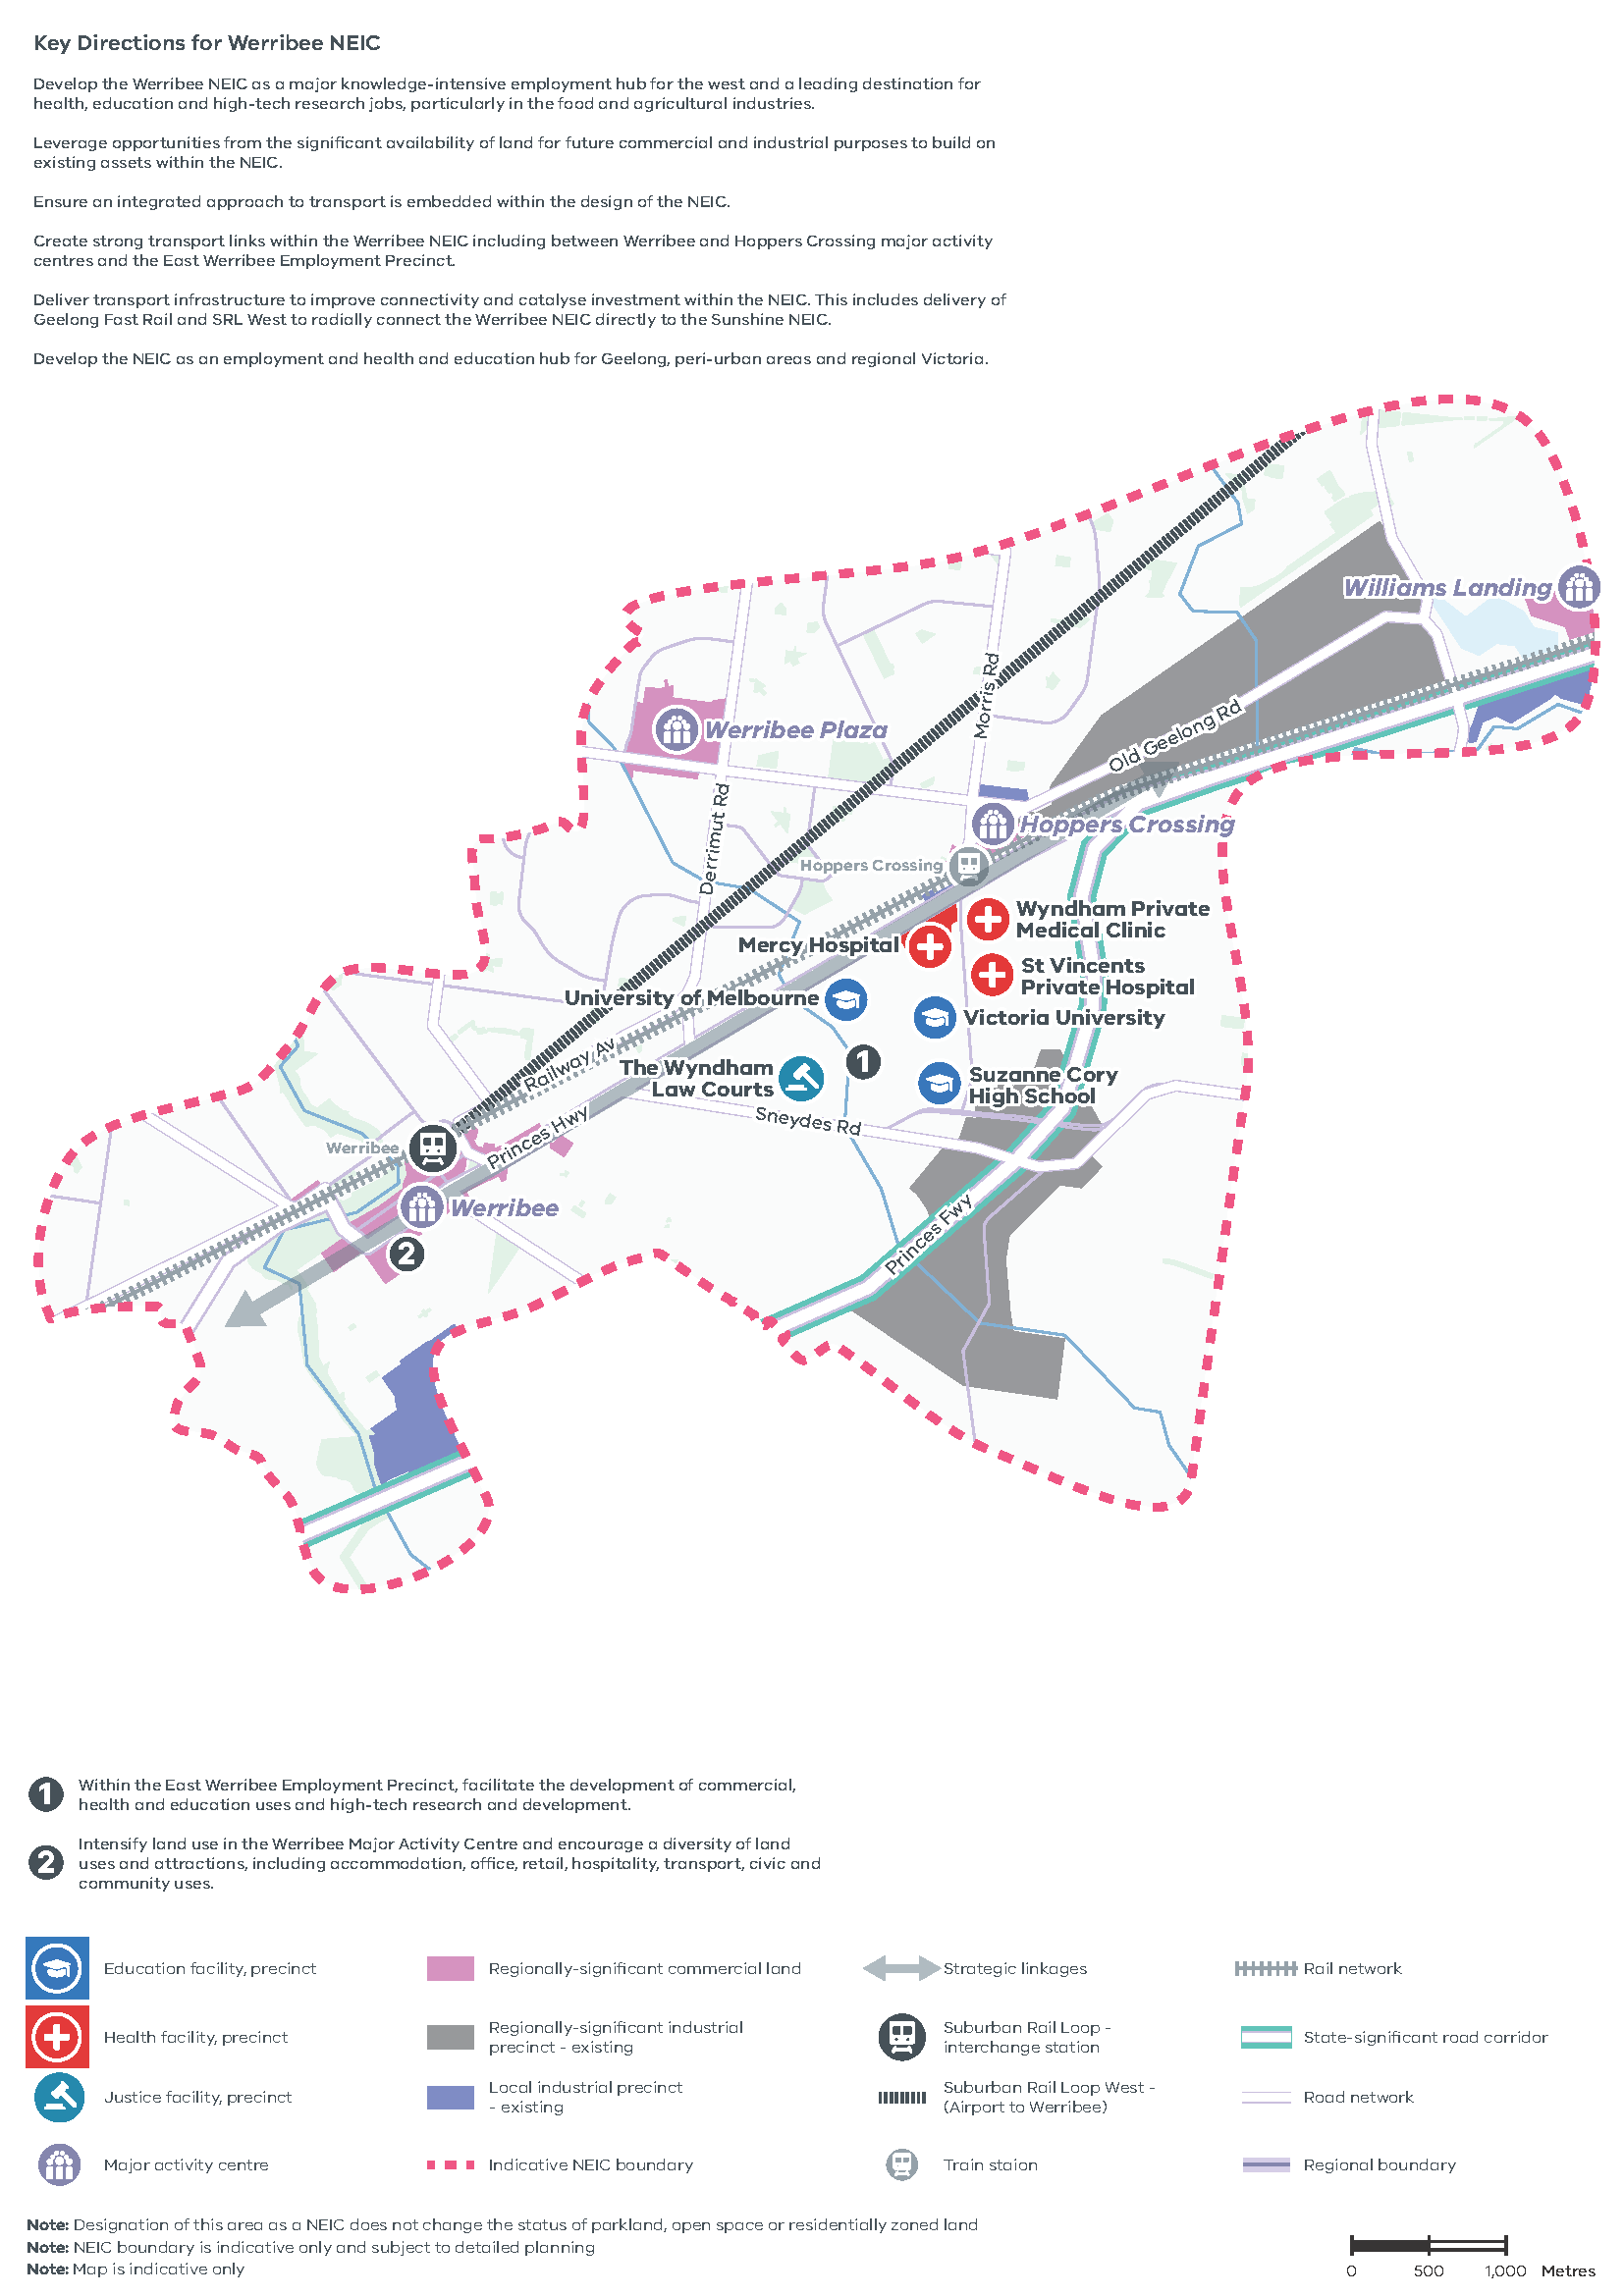 Key Directions for Werribee NEIC
Develop the Werribee NEIC as a major knowledge-intensive employment hub for the west and a leading destination for
health, education and high-tech research jobs, particularly in the food and agricultural industries.
Leverage opportunities from the significant availability of land for future commercial and industrial purposes to build on
existing assets within the NEIC.
Ensure an integrated approach to transport is embedded within the design of the NEIC.
Create strong transport links within the Werribee NEIC including between Werribee and Hoppers Crossing major activity
centres and the East Werribee Employment Precinct.
Deliver transport infrastructure to improve connectivity and catalyse investment within the NEIC. This includes delivery of
Geelong Fast Rail and SRL West to radially connect the Werribee NEIC directly to the Sunshine NEIC.
Develop the NEIC as an employment and health and education hub for Geelong, peri-urban areas and regional Victoria.
Williams Landing
Morris Rd
Old Geelong Rd
Werribee Plaza
Derrimut Rd
Hoppers Crossing
Hoppers Crossing
Wyndham Private
Medical Clinic
Mercy Hospital
St Vincents
Private Hospital
University of Melbourne
Victoria University
Railway Av
The Wyndham
Law Courts
1
Suzanne Cory
High School
Sneydes Rd
Princes Hwy
Werribee
Werribee
2
Princes Fwy
1
Within the East Werribee Employment Precinct, facilitate the development of commercial,
health and education uses and high-tech research and development.
2
Intensify land use in the Werribee Major Activity Centre and encourage a diversity of land
uses and attractions, including accommodation, office, retail, hospitality, transport, civic and
community uses.
Education facility, precinct
Health facility, precinct
Justice facility, precinct
Major activity centre
Regionally-significant commercial land
Regionally-significant industrial
precinct - existing
Local industrial precinct
- existing
Indicative NEIC boundary
Strategic linkages
Suburban Rail Loop -
interchange station
Suburban Rail Loop West -
(Airport to Werribee)
Train staion
Rail network
State-significant road corridor
Road network
Regional boundary
Note: Designation of this area as a NEIC does not change the status of parkland, open space or residentially zoned land
Note: NEIC boundary is indicative only and subject to detailed planning
Note: Map is indicative only
0 500 1,000 Metres